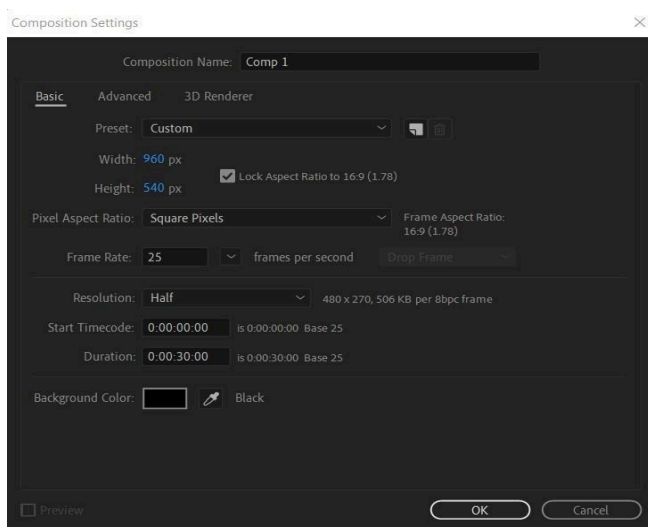 Composition Settings
Composition Name: Comp 1
Basic Advanced 3D Renderer
Preset: Custom
Width: 960 px
Lock Aspect Ratio to 16:9 (1.78)
Height: 540 px
Pixel Aspect Ratio: Square Pixels Frame Aspect Ratio:
16:9 (1.78)
Frame Rate: 25 frames per second Drop Frame
Resolution: Half 480 x 270, 506 KB per 8bpc frame
Start Timecode: 0:00:00:00 is 0:00:00:00 Base 25
Duration: 0:00:30:00 is 0:00:30:00 Base 25
Background Color: Black
Preview OK Cancel